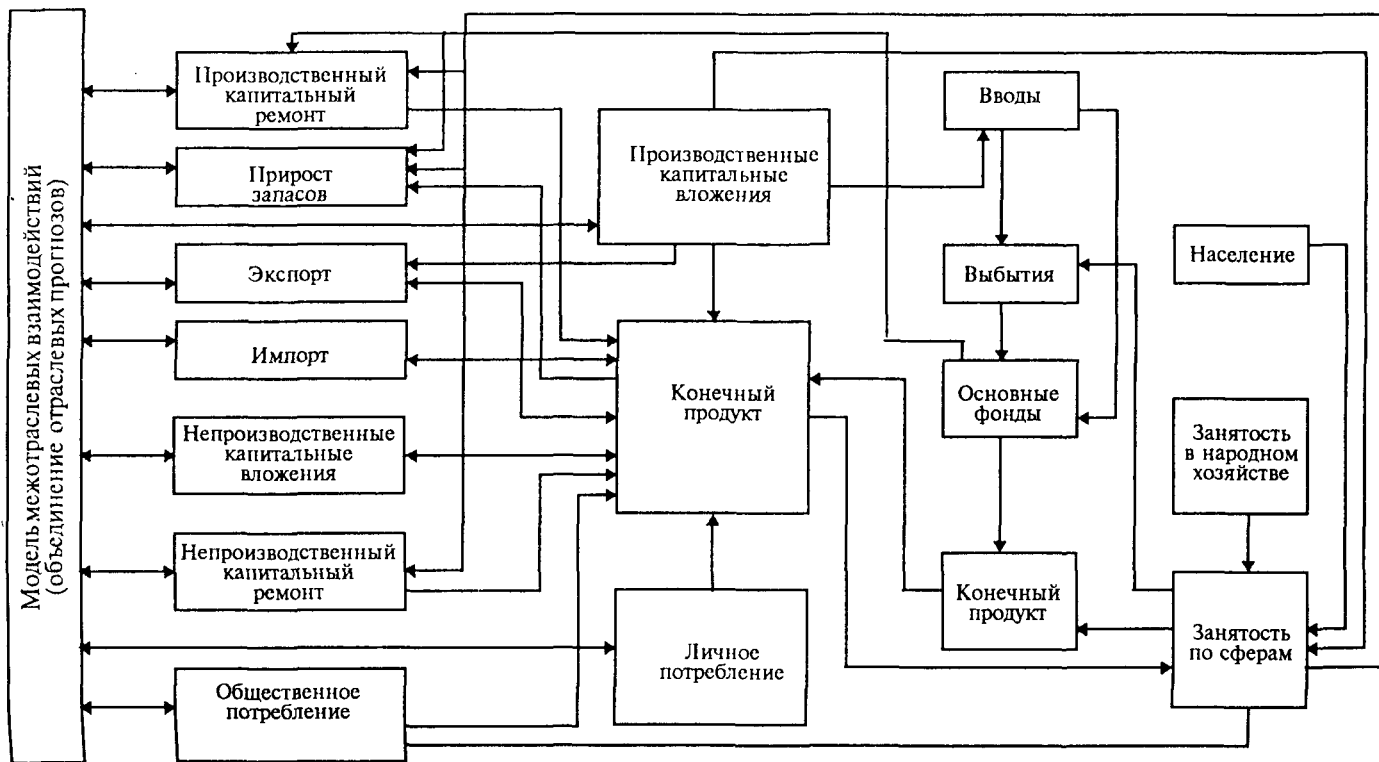 Модель межотраслевых взаимодействий
(объединение отраслевых прогнозов)
Производственный
капитальный
ремонт
Прирост
запасов
Экспорт
Импорт
Непроизводственные
капитальные
вложения
Непроизводственный
капитальный
ремонт
Общественное
потребление
Производственные
капитальные
вложения
Конечный
продукт
Личное
потребление
Вводы
Выбытия
Основные
фонды
Конечный
продукт
Население
Занятость
в народном
хозяйстве
Занятость
по сферам